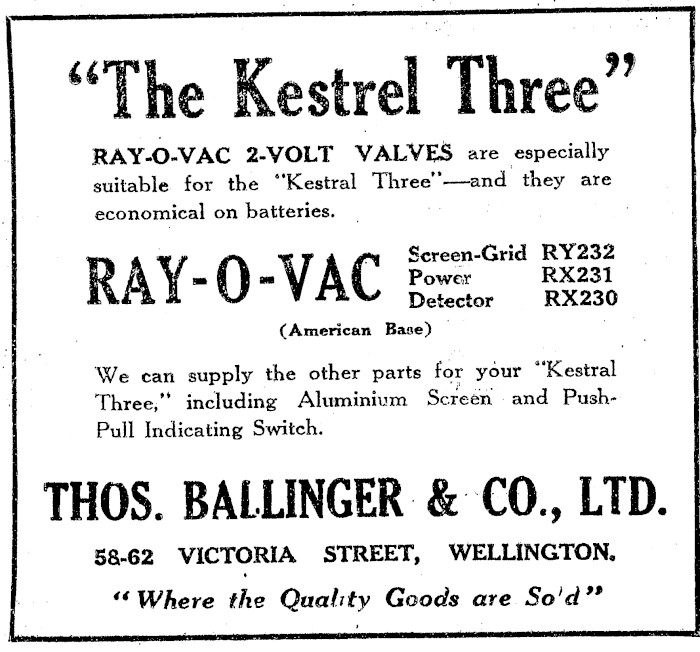 "The Kestrel Three"
RAY-O-VAC 2-VOLT VALVES are especially
suitable for the "Kestral Three"—and they are
economical on batteries.
RAY-O-VAC
Screen-Grid RY232
Power RX231
Detector RX230
(American Base)
We can supply the other parts for your "Kestral
Three," including Aluminium Screen and Push-
Pull Indicating Switch.
THOS. BALLINGER & CO., LTD.
58-62 VICTORIA STREET, WELLINGTON.
"Where the Quality Goods are So'd"